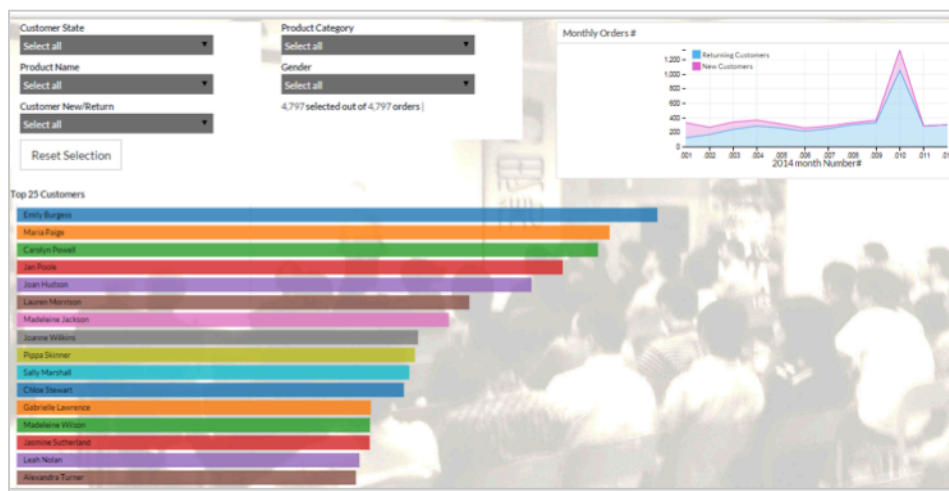 Customer State
Select all
Product Category
Select all
Product Name
Select all
Gender
Select all
Customer New/Return
Select all
4,797 selected out of 4,797 orders |
Reset Selection
Monthly Orders #
Returning Customers
New Customers
1,200
1,000
800
600
400
200
0
.001 .002 .003 .004 .005 .006 .007 .008 .009 .010 .011
2014 month Number#
Top 25 Customers
Emily Burgess
Maria Paige
Carolyn Powell
Jan Poole
Joan Hudson
Lauren Morrison
Madeleine Jackson
Joanne Wilkins
Pippa Skinner
Sally Marshall
Chloe Stewart
Gabrielle Lawrence
Madeleine Wilson
Jasmine Sutherland
Leah Nolan
Alexandra Turner